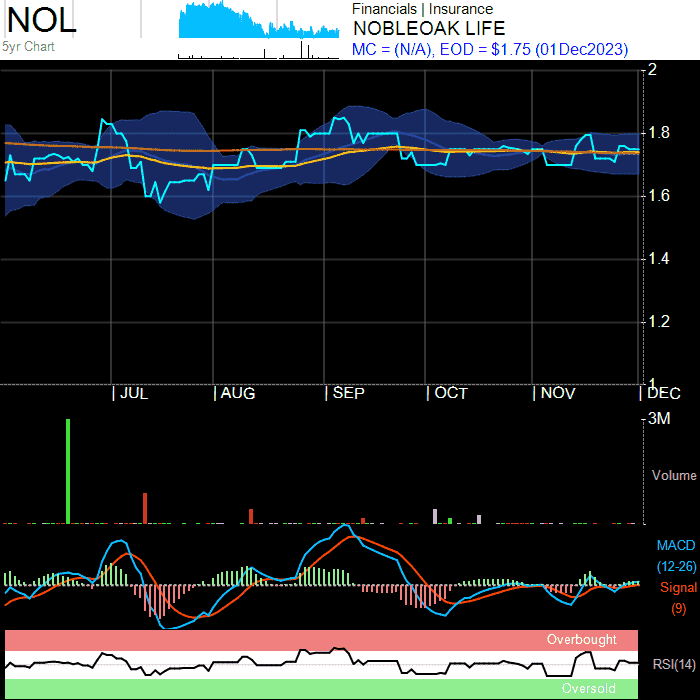 NOL
5yr Chart
Financials | Insurance
NOBLEOAK LIFE
MC = (N/A), EOD = $1.75 (01Dec2023)
2
1.8
1.6
1.4
1.2
1
JUL AUG SEP OCT NOV DEC
3M
Volume
MACD
(12-26)
Signal
(9)
Overbought
RSI(14)
Oversold